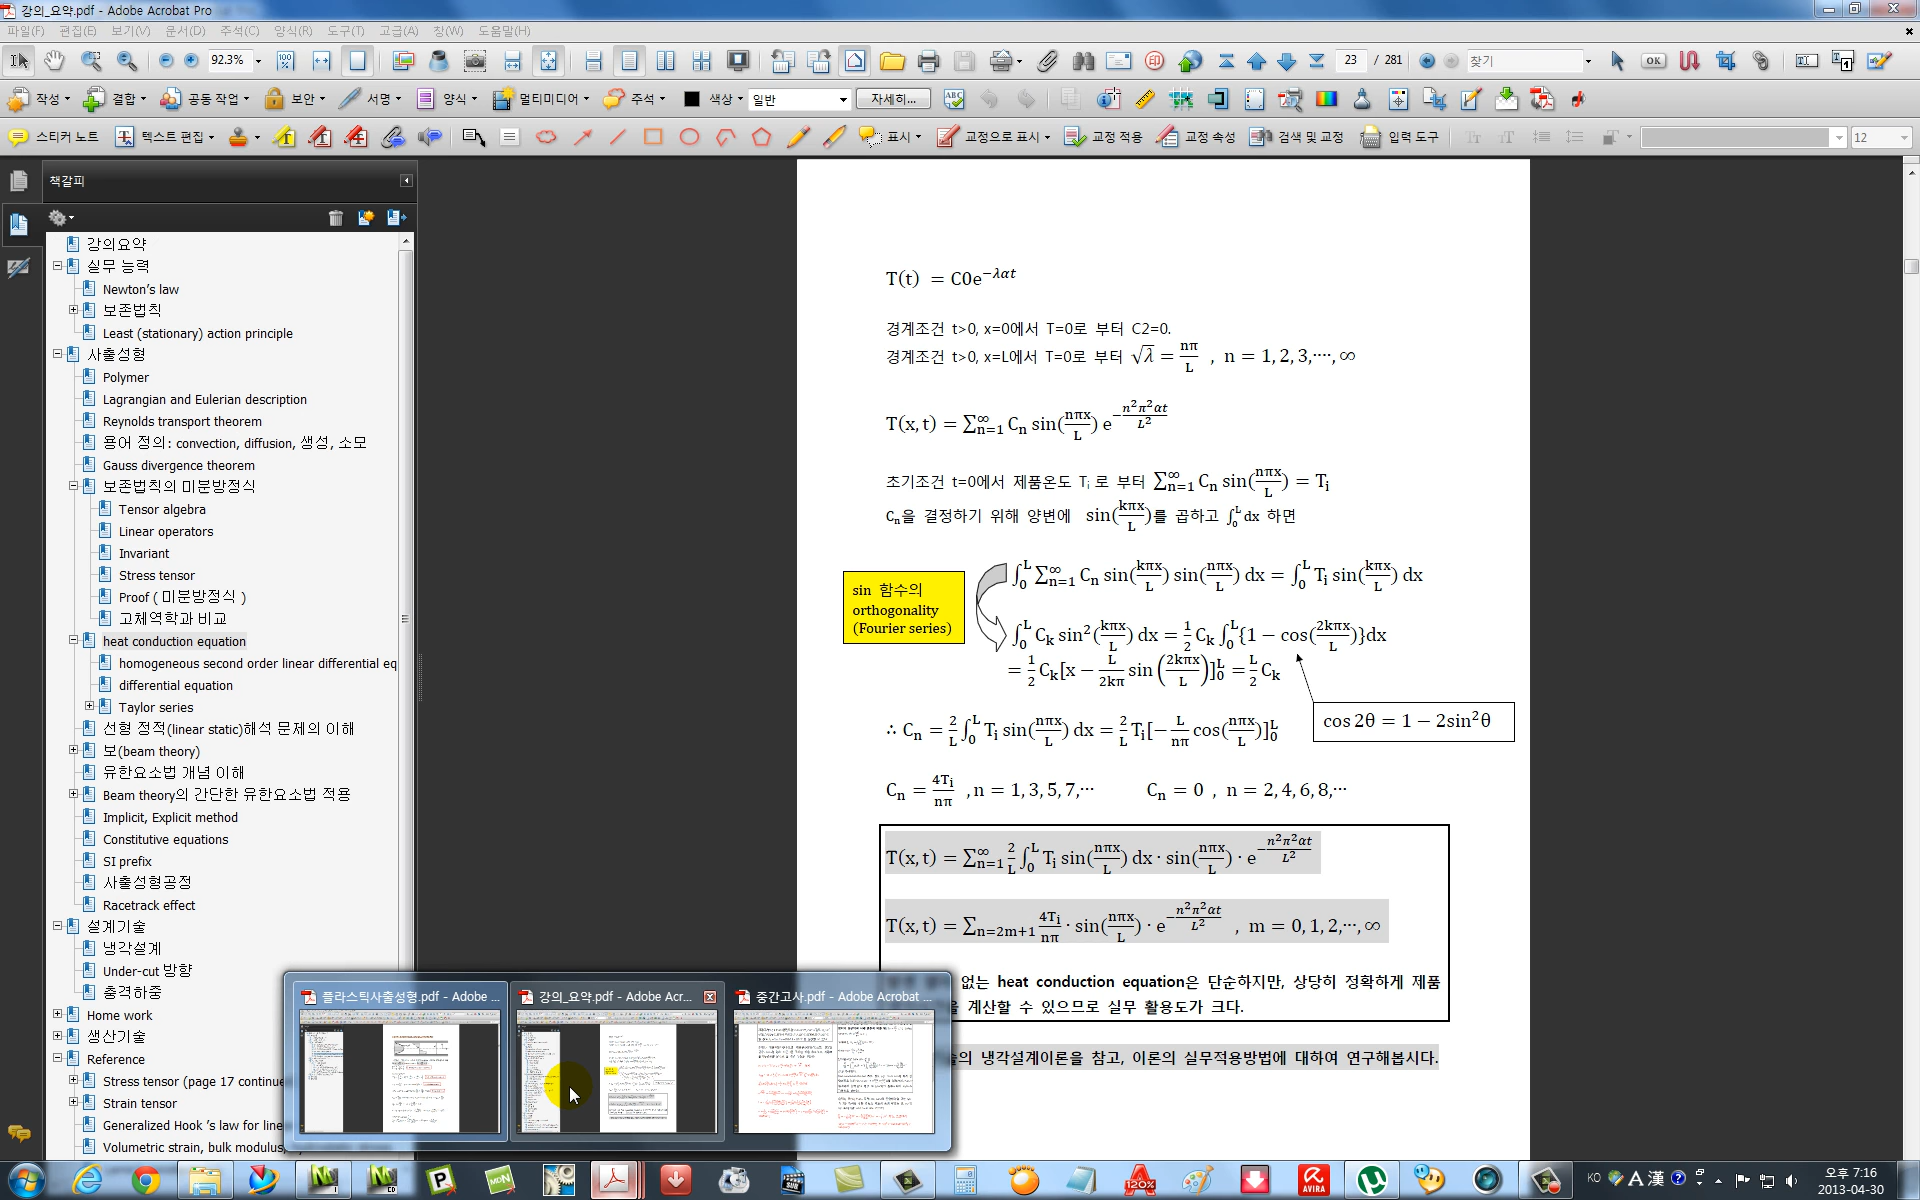 강의_요약.pdf - Adobe Acrobat Pro
파일(F) 편집(E) 보기(V) 문서(D) 주석(C) 양식(R) 도구(T) 고급(A) 창(W) 도움말(H)
92.3% 23 / 281 찾기 OK
작성 결합 공동 작업 보안 서명 양식 멀티미디어 주석 색상 일반 자세히...
스티커 노트 텍스트 편집 표시 교정으로 표시 교정 적용 교정 속성 검색 및 교정 입력 도구 12
책갈피
강의요약
실무 능력
Newton's law
보존법칙
Least (stationary) action principle
사출성형
Polymer
Lagrangian and Eulerian description
Reynolds transport theorem
용어 정의: convection, diffusion, 생성, 소모
Gauss divergence theorem
보존법칙의 미분방정식
Tensor algebra
Linear operators
Invariant
Stress tensor
Proof ( 미분방정식 )
고체역학과 비교
heat conduction equation
homogeneous second order linear differential eq
differential equation
Taylor series
선형 정적(linear static)해석 문제의 이해
보(beam theory)
유한요소법 개념 이해
Beam theory의 간단한 유한요소법 적용
Implicit, Explicit method
Constitutive equations
SI prefix
사출성형공정
Racetrack effect
설계기술
냉각설계
Under-cut 방향
충격하중
Home work
생산기술
Reference
Stress tensor (page 17 continue
Strain tensor
Generalized Hook 's law for line
Volumetric strain, bulk modulus,
T(t) = C0e^{−λαt}
경계조건 t>0, x=0에서 T=0로 부터 C2=0.
경계조건 t>0, x=L에서 T=0로 부터 √λ = nπ/L , n = 1, 2, 3,····, ∞
T(x, t) = ∑_{n=1}^{∞} C_n sin(nπx/L) e^{−n²π²αt/L²}
초기조건 t=0에서 제품온도 T_i 로 부터 ∑_{n=1}^{∞} C_n sin(nπx/L) = T_i
C_n을 결정하기 위해 양변에 sin(kπx/L)를 곱하고 ∫_0^L dx 하면
∫_0^L ∑_{n=1}^{∞} C_n sin(kπx/L) sin(nπx/L) dx = ∫_0^L T_i sin(kπx/L) dx
sin 함수의
orthogonality
(Fourier series)
∫_0^L C_k sin²(kπx/L) dx = 1/2 C_k ∫_0^L {1 − cos(2kπx/L)}dx
= 1/2 C_k[x − L/2kπ sin (2kπx/L)]_0^L = L/2 C_k
cos 2θ = 1 − 2sin²θ
∴ C_n = 2/L ∫_0^L T_i sin(nπx/L) dx = 2/L T_i[− L/nπ cos(nπx/L)]_0^L
C_n = 4T_i/nπ , n = 1, 3, 5, 7,··· C_n = 0 , n = 2, 4, 6, 8,···
T(x, t) = ∑_{n=1}^{∞} 2/L ∫_0^L T_i sin(nπx/L) dx · sin(nπx/L) · e^{−n²π²αt/L²}
T(x, t) = ∑_{n=2m+1} 4T_i/nπ · sin(nπx/L) · e^{−n²π²αt/L²} , m = 0, 1, 2,···, ∞
없는 heat conduction equation은 단순하지만, 상당히 정확하게 제품
계산할 수 있으므로 실무 활용도가 크다.
의 냉각설계이론을 참고, 이론의 실무적용방법에 대하여 연구해봅시다.
플라스틱사출성형.pdf - Adobe ...
강의_요약.pdf - Adobe Acr...
중간고사.pdf - Adobe Acrobat ...
120%
AVIRA
KO A 漢
오후 7:16
2013-04-30